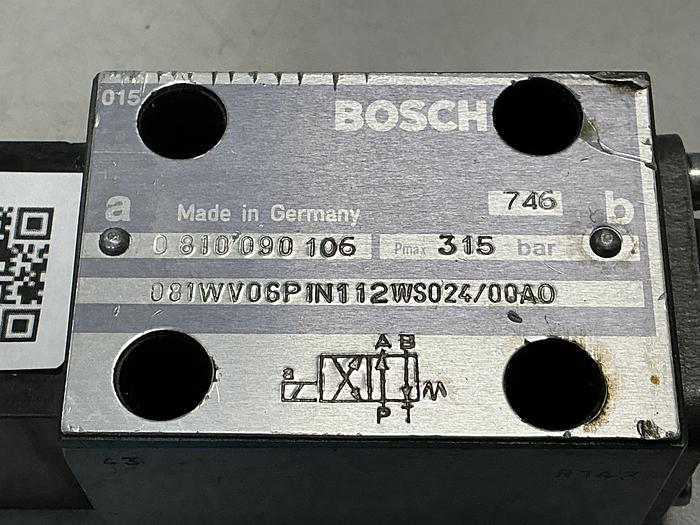 015
BOSCH
746
a
b
Made in Germany
0 810 090 106 Pmax 315 bar
081WV06P1N112WS024/00A0
A B
a
P T